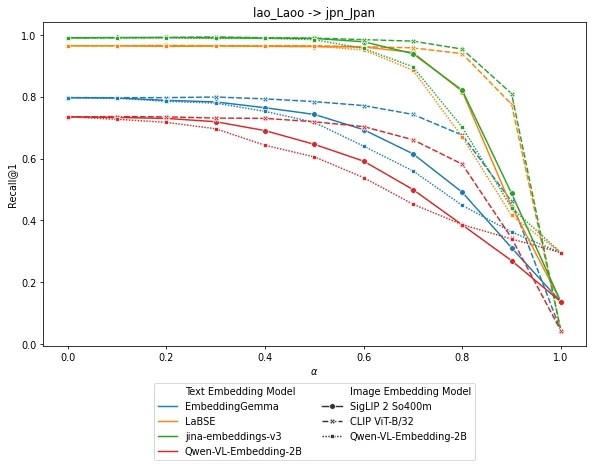 lao_Laoo -> jpn_Jpan
Recall@1
1.0
0.8
0.6
0.4
0.2
0.0
0.0 0.2 0.4 0.6 0.8 1.0
α
Text Embedding Model
EmbeddingGemma
LaBSE
jina-embeddings-v3
Qwen-VL-Embedding-2B
Image Embedding Model
SigLIP 2 So400m
CLIP ViT-B/32
Qwen-VL-Embedding-2B